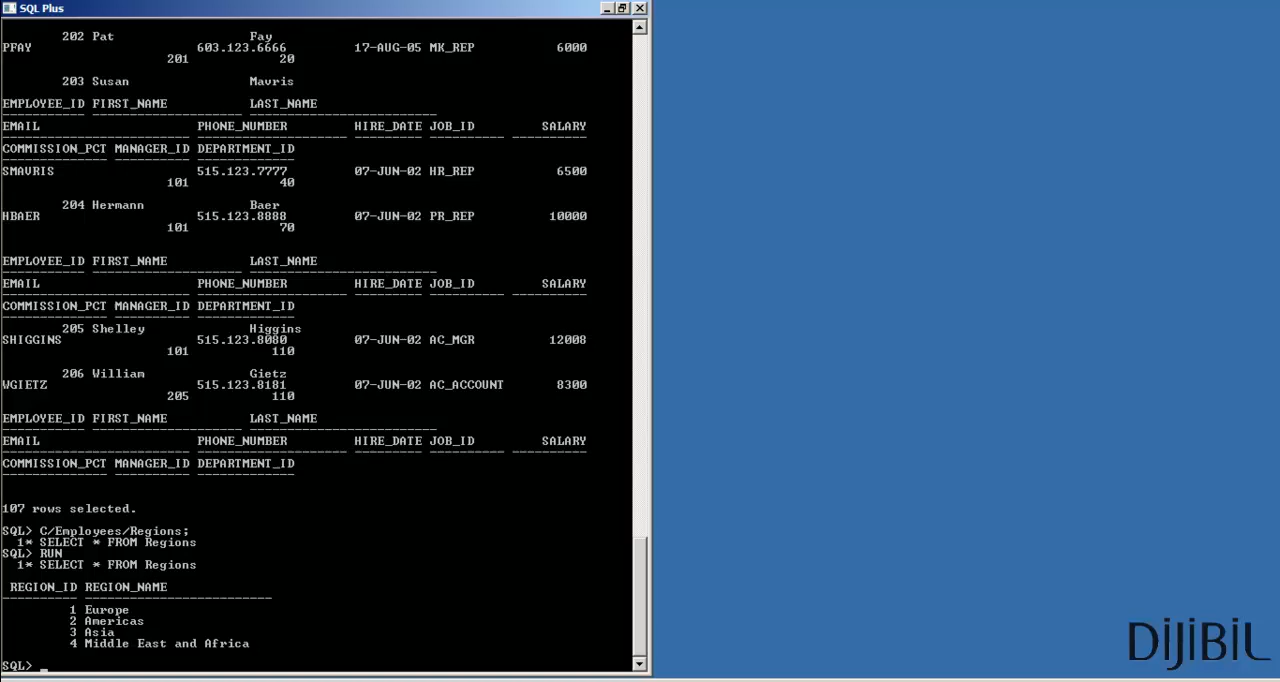 SQL Plus
202 Pat Fay
PFAY 603.123.6666 17-AUG-05 MK_REP 6000
201 20
203 Susan Mavris
EMPLOYEE_ID FIRST_NAME LAST_NAME
EMAIL PHONE_NUMBER HIRE_DATE JOB_ID SALARY
COMMISSION_PCT MANAGER_ID DEPARTMENT_ID
SMAVRIS 515.123.7777 07-JUN-02 HR_REP 6500
101 40
204 Hermann Baer
HBAER 515.123.8888 07-JUN-02 PR_REP 10000
101 70
EMPLOYEE_ID FIRST_NAME LAST_NAME
EMAIL PHONE_NUMBER HIRE_DATE JOB_ID SALARY
COMMISSION_PCT MANAGER_ID DEPARTMENT_ID
205 Shelley Higgins
SHIGGINS 515.123.8080 07-JUN-02 AC_MGR 12008
101 110
206 William Gietz
WGIETZ 515.123.8181 07-JUN-02 AC_ACCOUNT 8300
205 110
EMPLOYEE_ID FIRST_NAME LAST_NAME
EMAIL PHONE_NUMBER HIRE_DATE JOB_ID SALARY
COMMISSION_PCT MANAGER_ID DEPARTMENT_ID
107 rows selected.
SQL> C/Employees/Regions;
1* SELECT * FROM Regions
SQL> RUN
1* SELECT * FROM Regions
REGION_ID REGION_NAME
1 Europe
2 Americas
3 Asia
4 Middle East and Africa
SQL> _
DiJiBiL